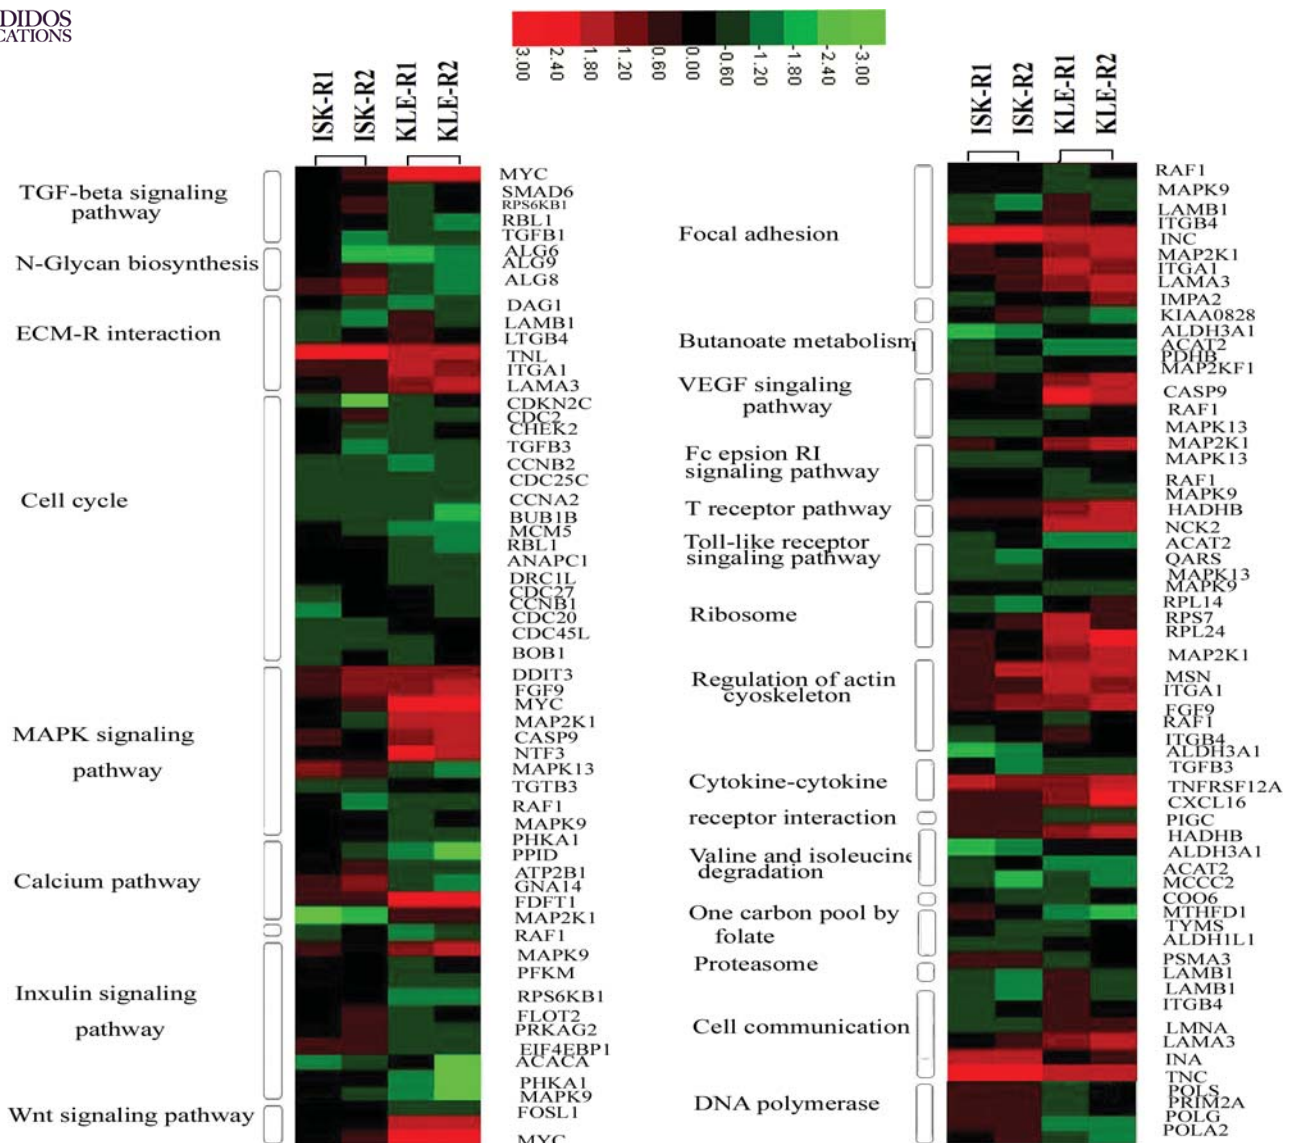 DIDOS
CATIONS
3.00
2.40
1.80
1.20
0.60
0.00
-0.60
-1.20
-1.80
-2.40
-3.00
ISK-R1
ISK-R2
KLE-R1
KLE-R2
TGF-beta signaling
pathway
N-Glycan biosynthesis
ECM-R interaction
Cell cycle
MAPK signaling
pathway
Calcium pathway
Inxulin signaling
pathway
Wnt signaling pathway
MYC
SMAD6
RPS6KB1
RBL1
TGFB1
ALG6
ALG9
ALG8
DAG1
LAMB1
LTGB4
TNL
ITGA1
LAMA3
CDKN2C
CDC2
CHEK2
TGFB3
CCNB2
CDC25C
CCNA2
BUB1B
MCM5
RBL1
ANAPC1
DRC1L
CDC27
CCNB1
CDC20
CDC45L
BOB1
DDIT3
FGF9
MYC
MAP2K1
CASP9
NTF3
MAPK13
TGTB3
RAF1
MAPK9
PHKA1
PPID
ATP2B1
GNA14
FDFT1
MAP2K1
RAF1
MAPK9
PFKM
RPS6KB1
FLOT2
PRKAG2
EIF4EBP1
ACACA
PHKA1
MAPK9
FOSL1
MYC
ISK-R1
ISK-R2
KLE-R1
KLE-R2
Focal adhesion
Butanoate metabolism
VEGF singaling
pathway
Fc epsion RI
signaling pathway
T receptor pathway
Toll-like receptor
singaling pathway
Ribosome
Regulation of actin
cyoskeleton
Cytokine-cytokine
receptor interaction
Valine and isoleucine
degradation
One carbon pool by
folate
Proteasome
Cell communication
DNA polymerase
RAF1
MAPK9
LAMB1
ITGB4
INC
MAP2K1
ITGA1
LAMA3
IMPA2
KIAA0828
ALDH3A1
ACAT2
PDHB
MAP2KF1
CASP9
RAF1
MAPK13
MAP2K1
MAPK13
RAF1
MAPK9
HADHB
NCK2
ACAT2
QARS
MAPK13
MAPK9
RPL14
RPS7
RPL24
MAP2K1
MSN
ITGA1
FGF9
RAF1
ITGB4
ALDH3A1
TGFB3
TNFRSF12A
CXCL16
PIGC
HADHB
ALDH3A1
ACAT2
MCCC2
COO6
MTHFD1
TYMS
ALDH1L1
PSMA3
LAMB1
LAMB1
ITGB4
LMNA
LAMA3
INA
TNC
POLS
PRIM2A
POLG
POLA2